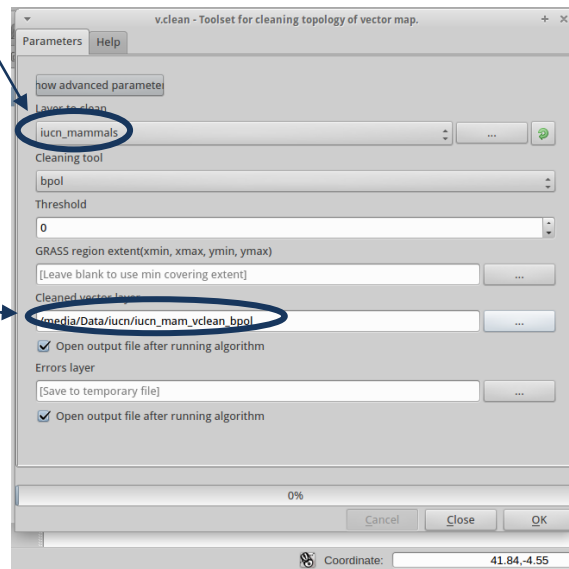 v.clean - Toolset for cleaning topology of vector map.
Parameters Help
how advanced parameter
Layer to clean
iucn_mammals
...
Cleaning tool
bpol
Threshold
0
GRASS region extent(xmin, xmax, ymin, ymax)
[Leave blank to use min covering extent]
...
Cleaned vector layer
/media/Data/iucn/iucn_mam_vclean_bpol
...
Open output file after running algorithm
Errors layer
[Save to temporary file]
...
Open output file after running algorithm
0%
Cancel Close OK
Coordinate: 41.84,-4.55